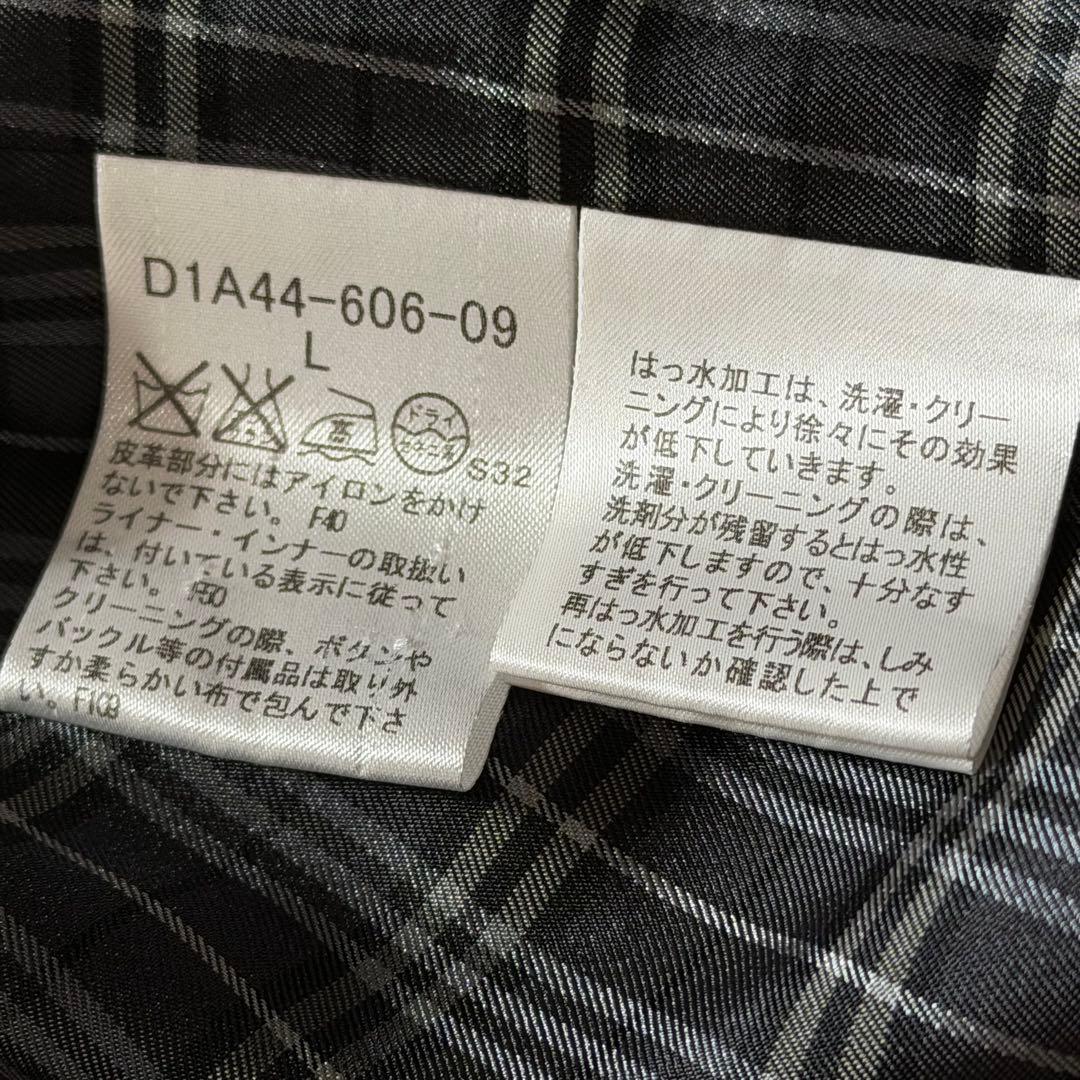 D1A44-606-09
L
高
ドライ
セキユ系
S32
皮革部分にはアイロンをかけ
ないで下さい。 F40
ライナー・インナーの取扱い
は、付いている表示に従って
下さい。 F50
クリーニングの際、ボタンや
バックル等の付属品は取り外
すか柔らかい布で包んで下さ
い。F109
はっ水加工は、洗濯・クリー
ニングにより徐々にその効果
が低下していきます。
洗濯・クリーニングの際は、
洗剤分が残留するとはっ水性
が低下しますので、十分なす
すぎを行って下さい。
再はっ水加工を行う際は、しみ
にならないか確認した上で